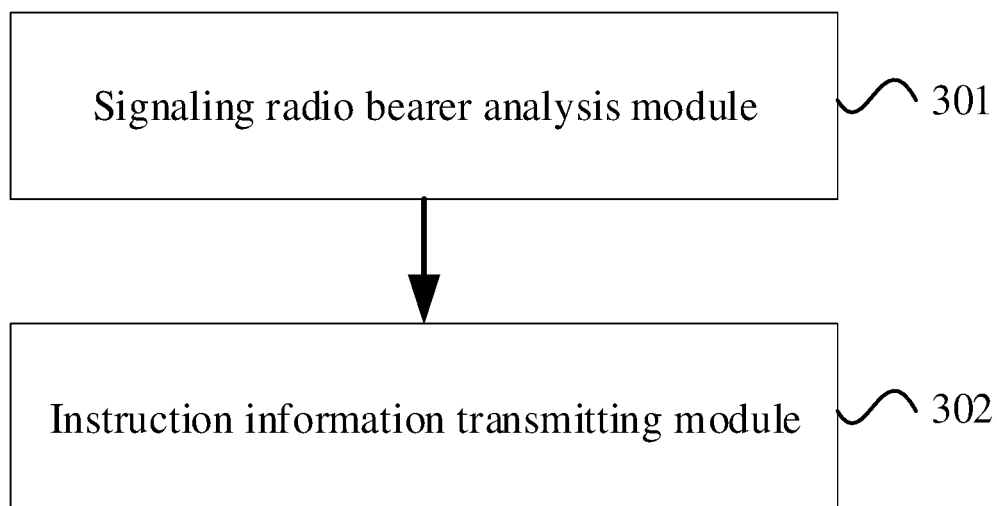 Signaling radio bearer analysis module
301
Instruction information transmitting module
302